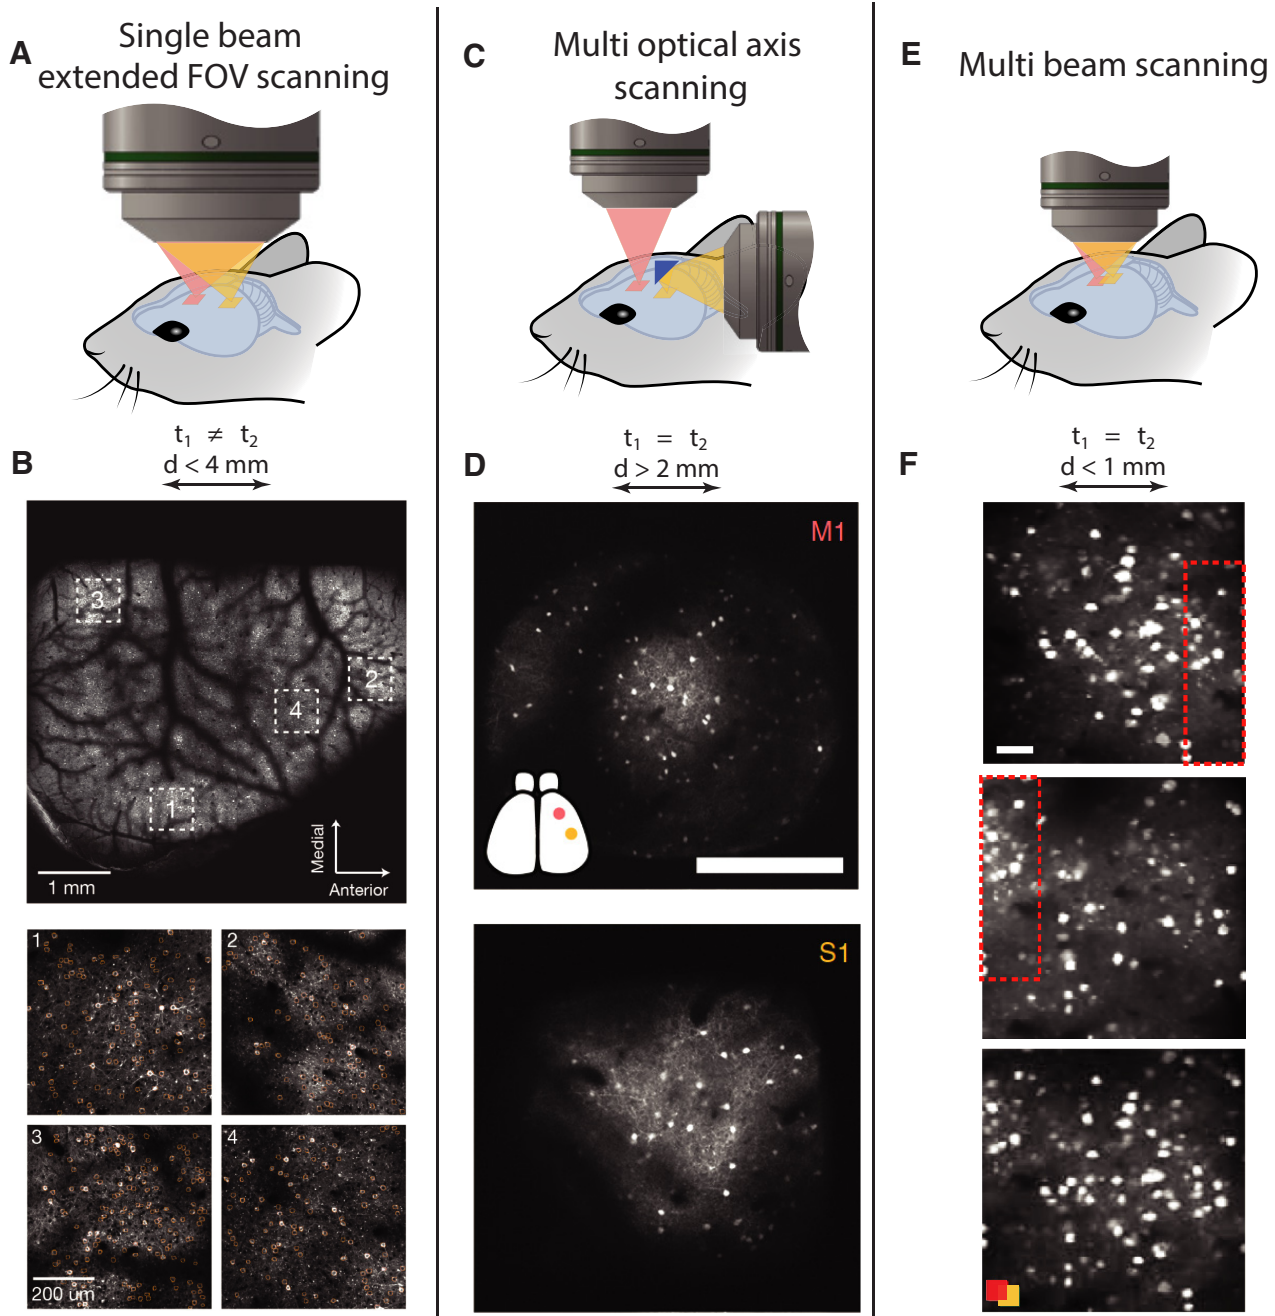 A
Single beam
extended FOV scanning
t₁ ≠ t₂
d < 4 mm
B
3
2
4
1
Medial
Anterior
1 mm
1
2
3
4
200 um
C
Multi optical axis
scanning
t₁ = t₂
d > 2 mm
D
M1
S1
E
Multi beam scanning
t₁ = t₂
d < 1 mm
F